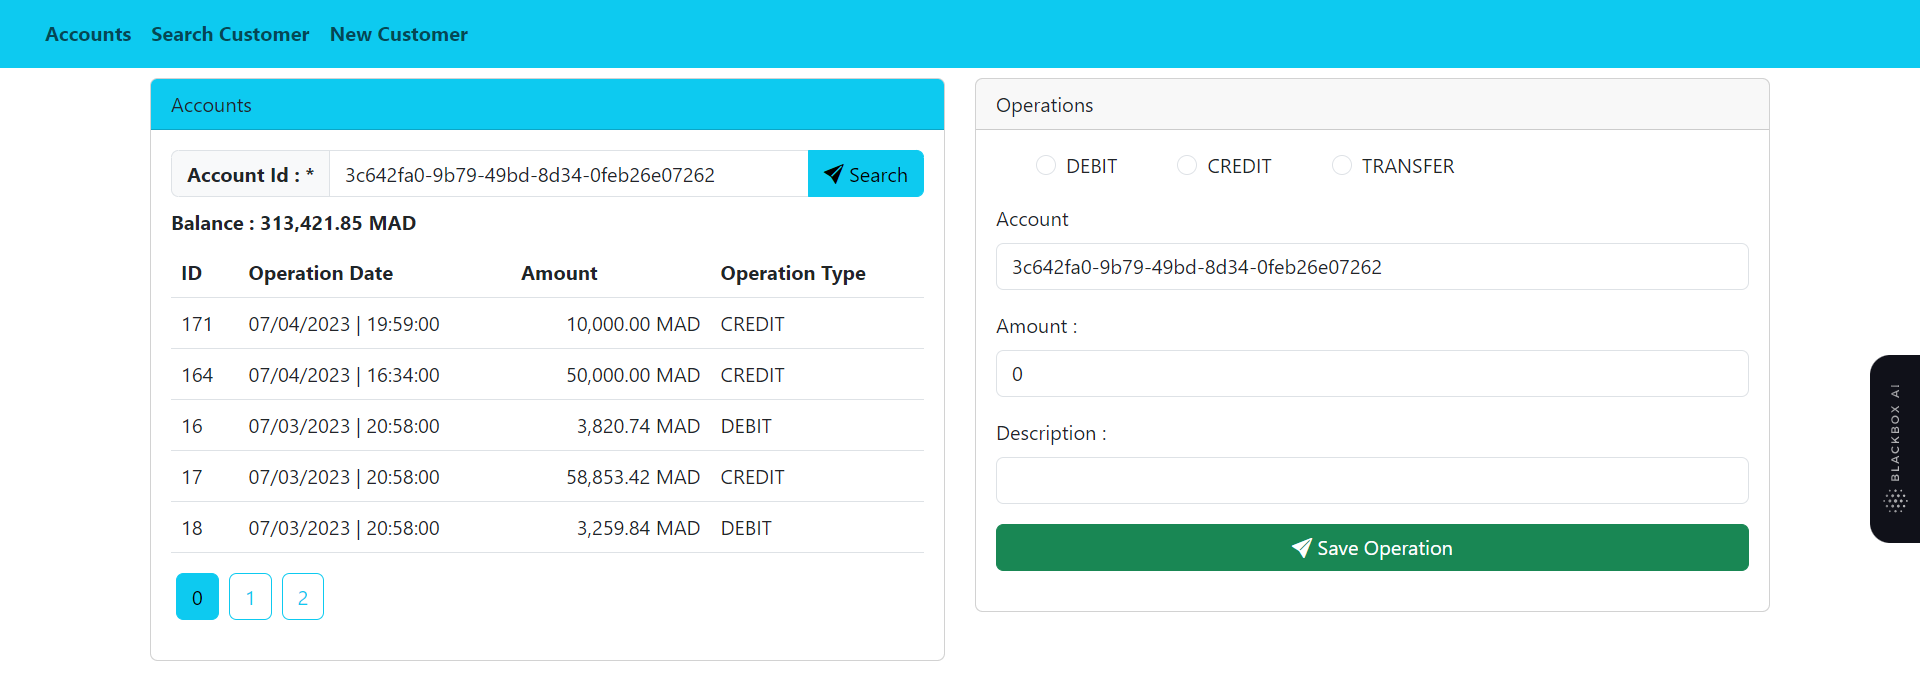 Accounts Search Customer New Customer
Accounts
Account Id : * 3c642fa0-9b79-49bd-8d34-0feb26e07262 Search
Balance : 313,421.85 MAD
ID Operation Date Amount Operation Type
171 07/04/2023 | 19:59:00 10,000.00 MAD CREDIT
164 07/04/2023 | 16:34:00 50,000.00 MAD CREDIT
16 07/03/2023 | 20:58:00 3,820.74 MAD DEBIT
17 07/03/2023 | 20:58:00 58,853.42 MAD CREDIT
18 07/03/2023 | 20:58:00 3,259.84 MAD DEBIT
0 1 2
Operations
DEBIT CREDIT TRANSFER
Account
3c642fa0-9b79-49bd-8d34-0feb26e07262
Amount :
0
Description :
Save Operation
BLACKBOX AI